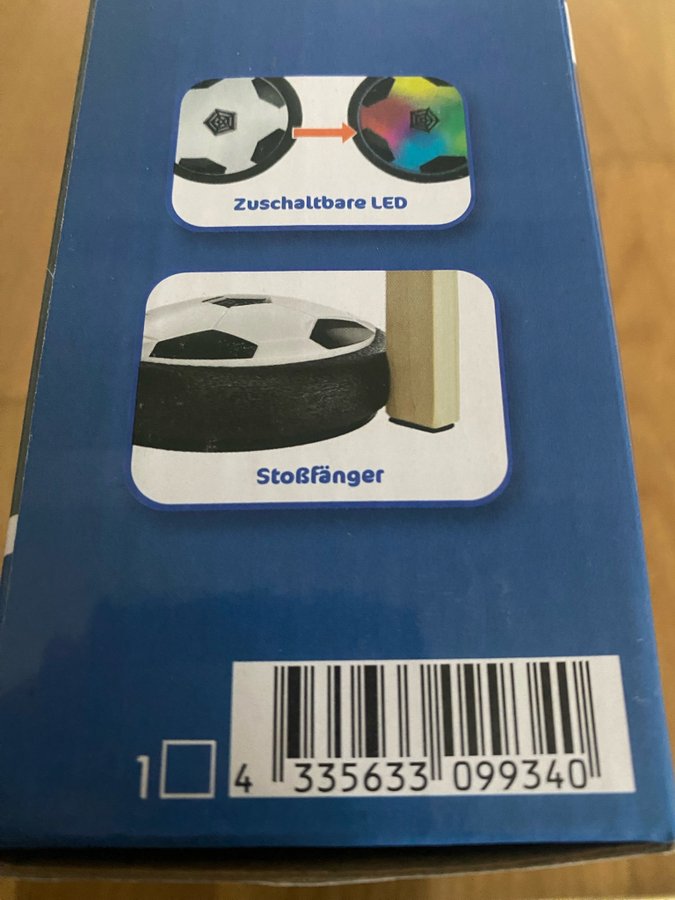 Zuschaltbare LED
Stoßfänger
1
4 335633 099340